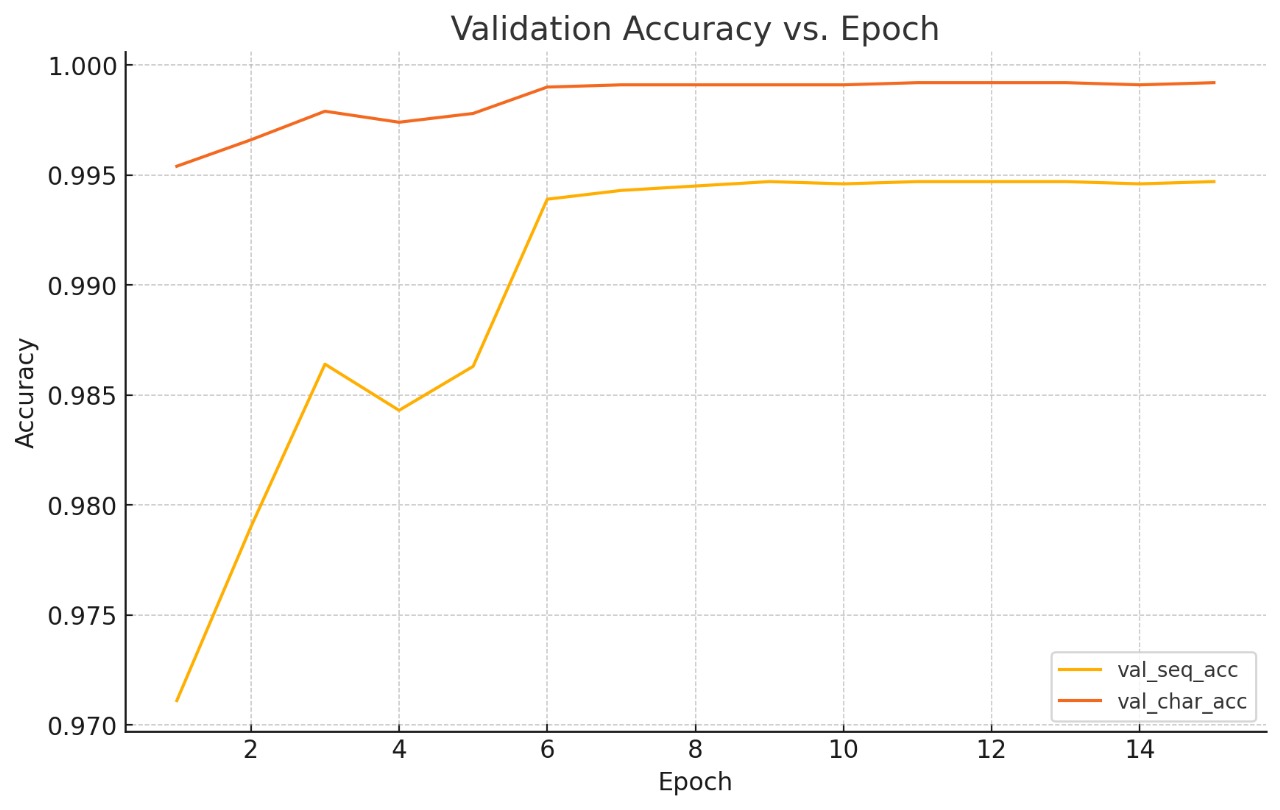 Validation Accuracy vs. Epoch
1.000
0.995
0.990
0.985
0.980
0.975
0.970
Accuracy
2 4 6 8 10 12 14
Epoch
val_seq_acc
val_char_acc